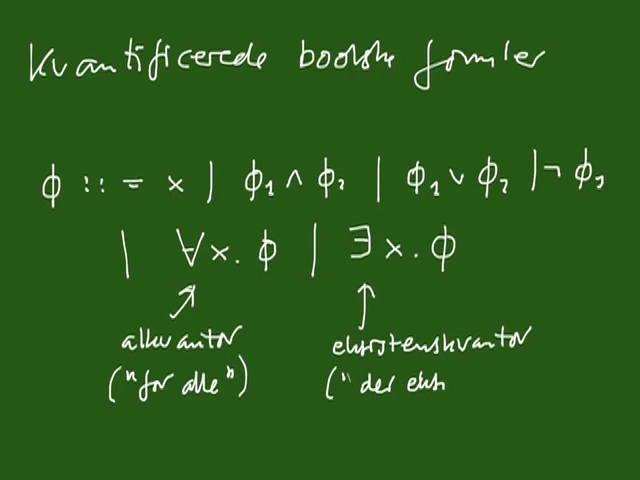 Kvantificerede boolske formler
ϕ ::= x | ϕ₁ ∧ ϕ₂ | ϕ₁ ∨ ϕ₂ | ¬ ϕ₁
| ∀x. ϕ | ∃x. ϕ
alkvantor eksistenskvantor
("for alle") ("der eks